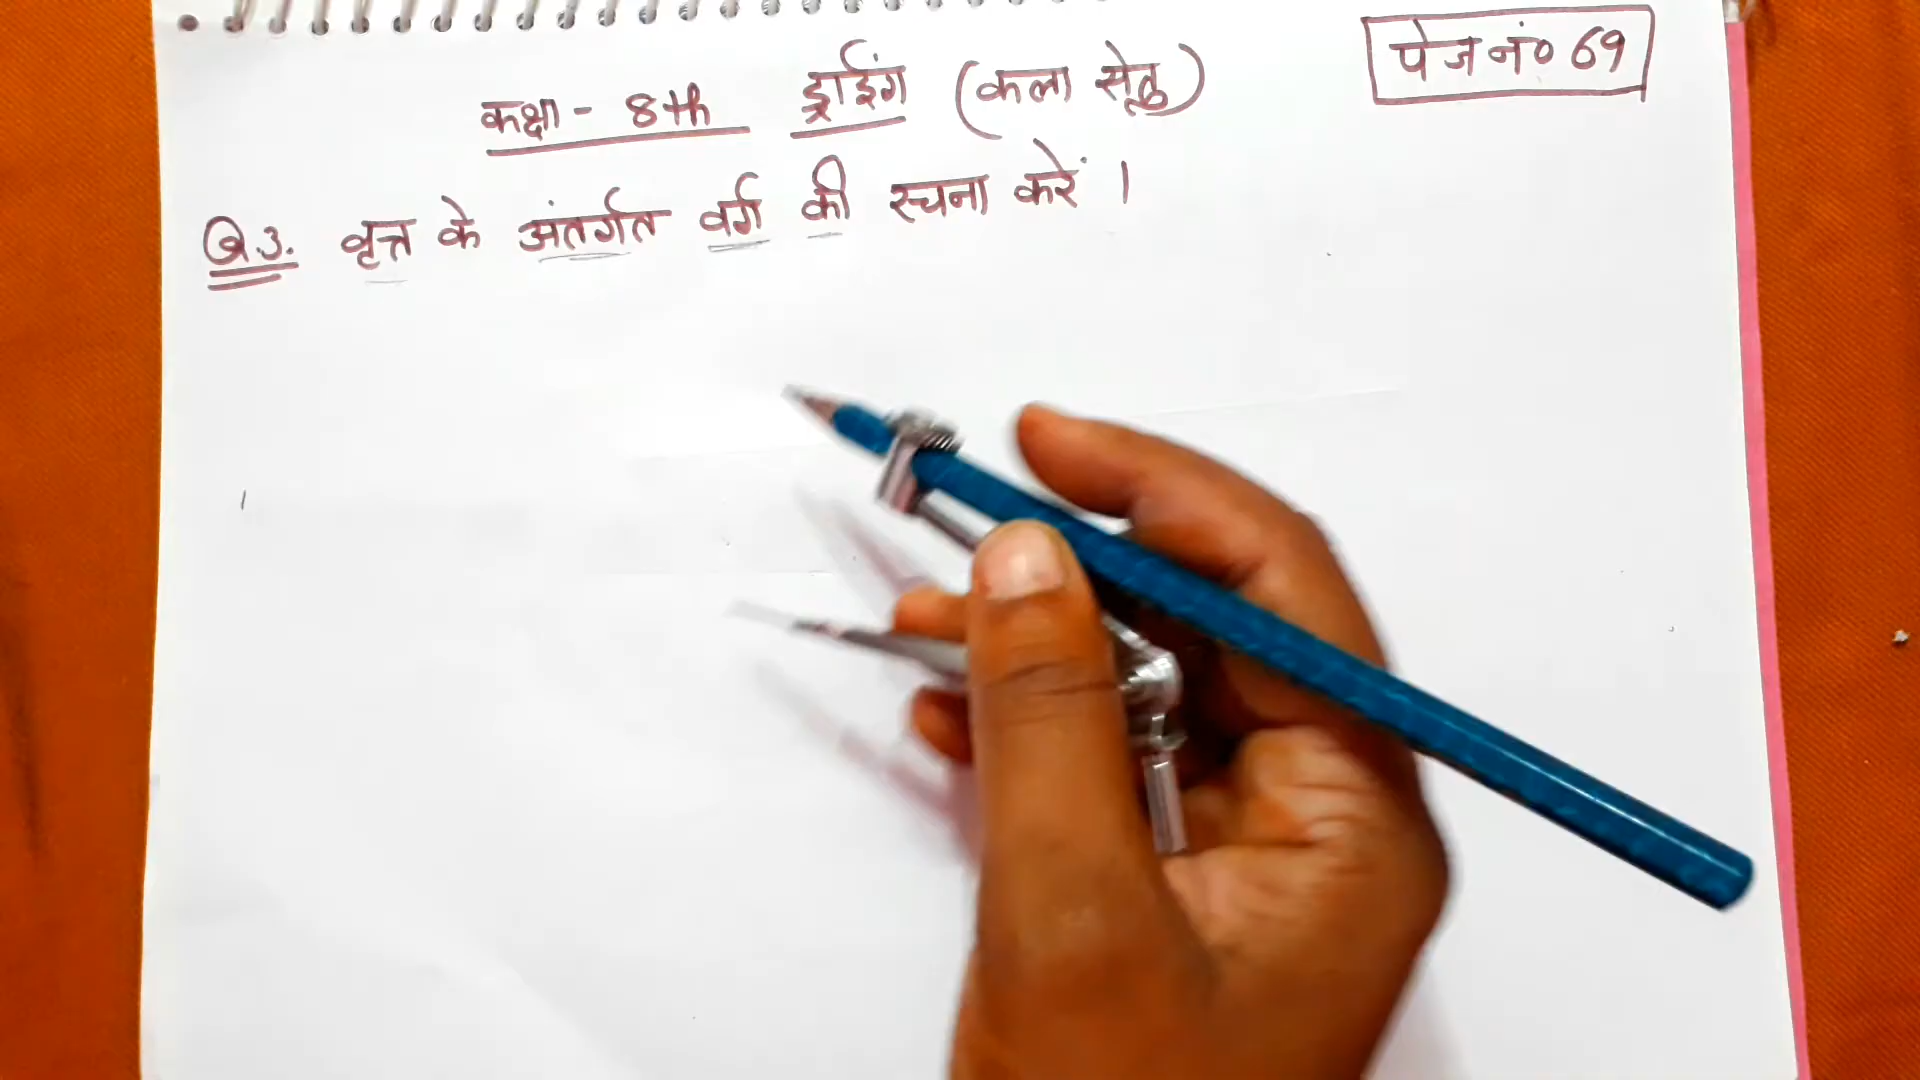 पेज नं० 69
कक्षा - 8th ड्राईंग (कला सेतु)
Q.3. वृत्त के अंतर्गत वर्ग की रचना करें ।